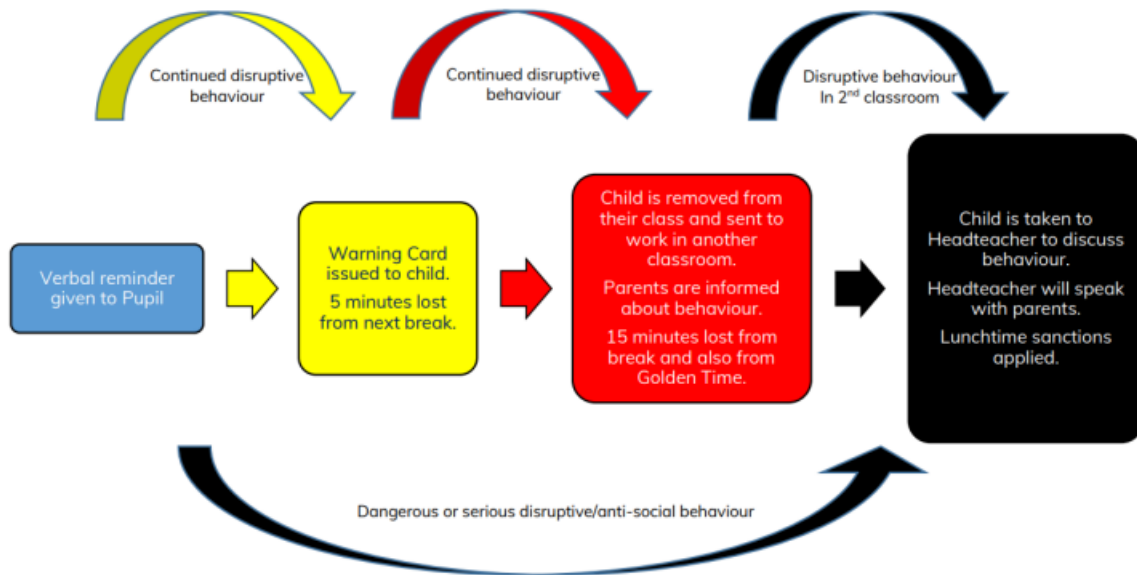 Continued disruptive
behaviour
Continued disruptive
behaviour
Disruptive behaviour
In 2nd classroom
Verbal reminder
given to Pupil
Warning Card
issued to child.
5 minutes lost
from next break.
Child is removed from
their class and sent to
work in another
classroom.
Parents are informed
about behaviour.
15 minutes lost from
break and also from
Golden Time.
Child is taken to
Headteacher to discuss
behaviour.
Headteacher will speak
with parents.
Lunchtime sanctions
applied.
Dangerous or serious disruptive/anti-social behaviour